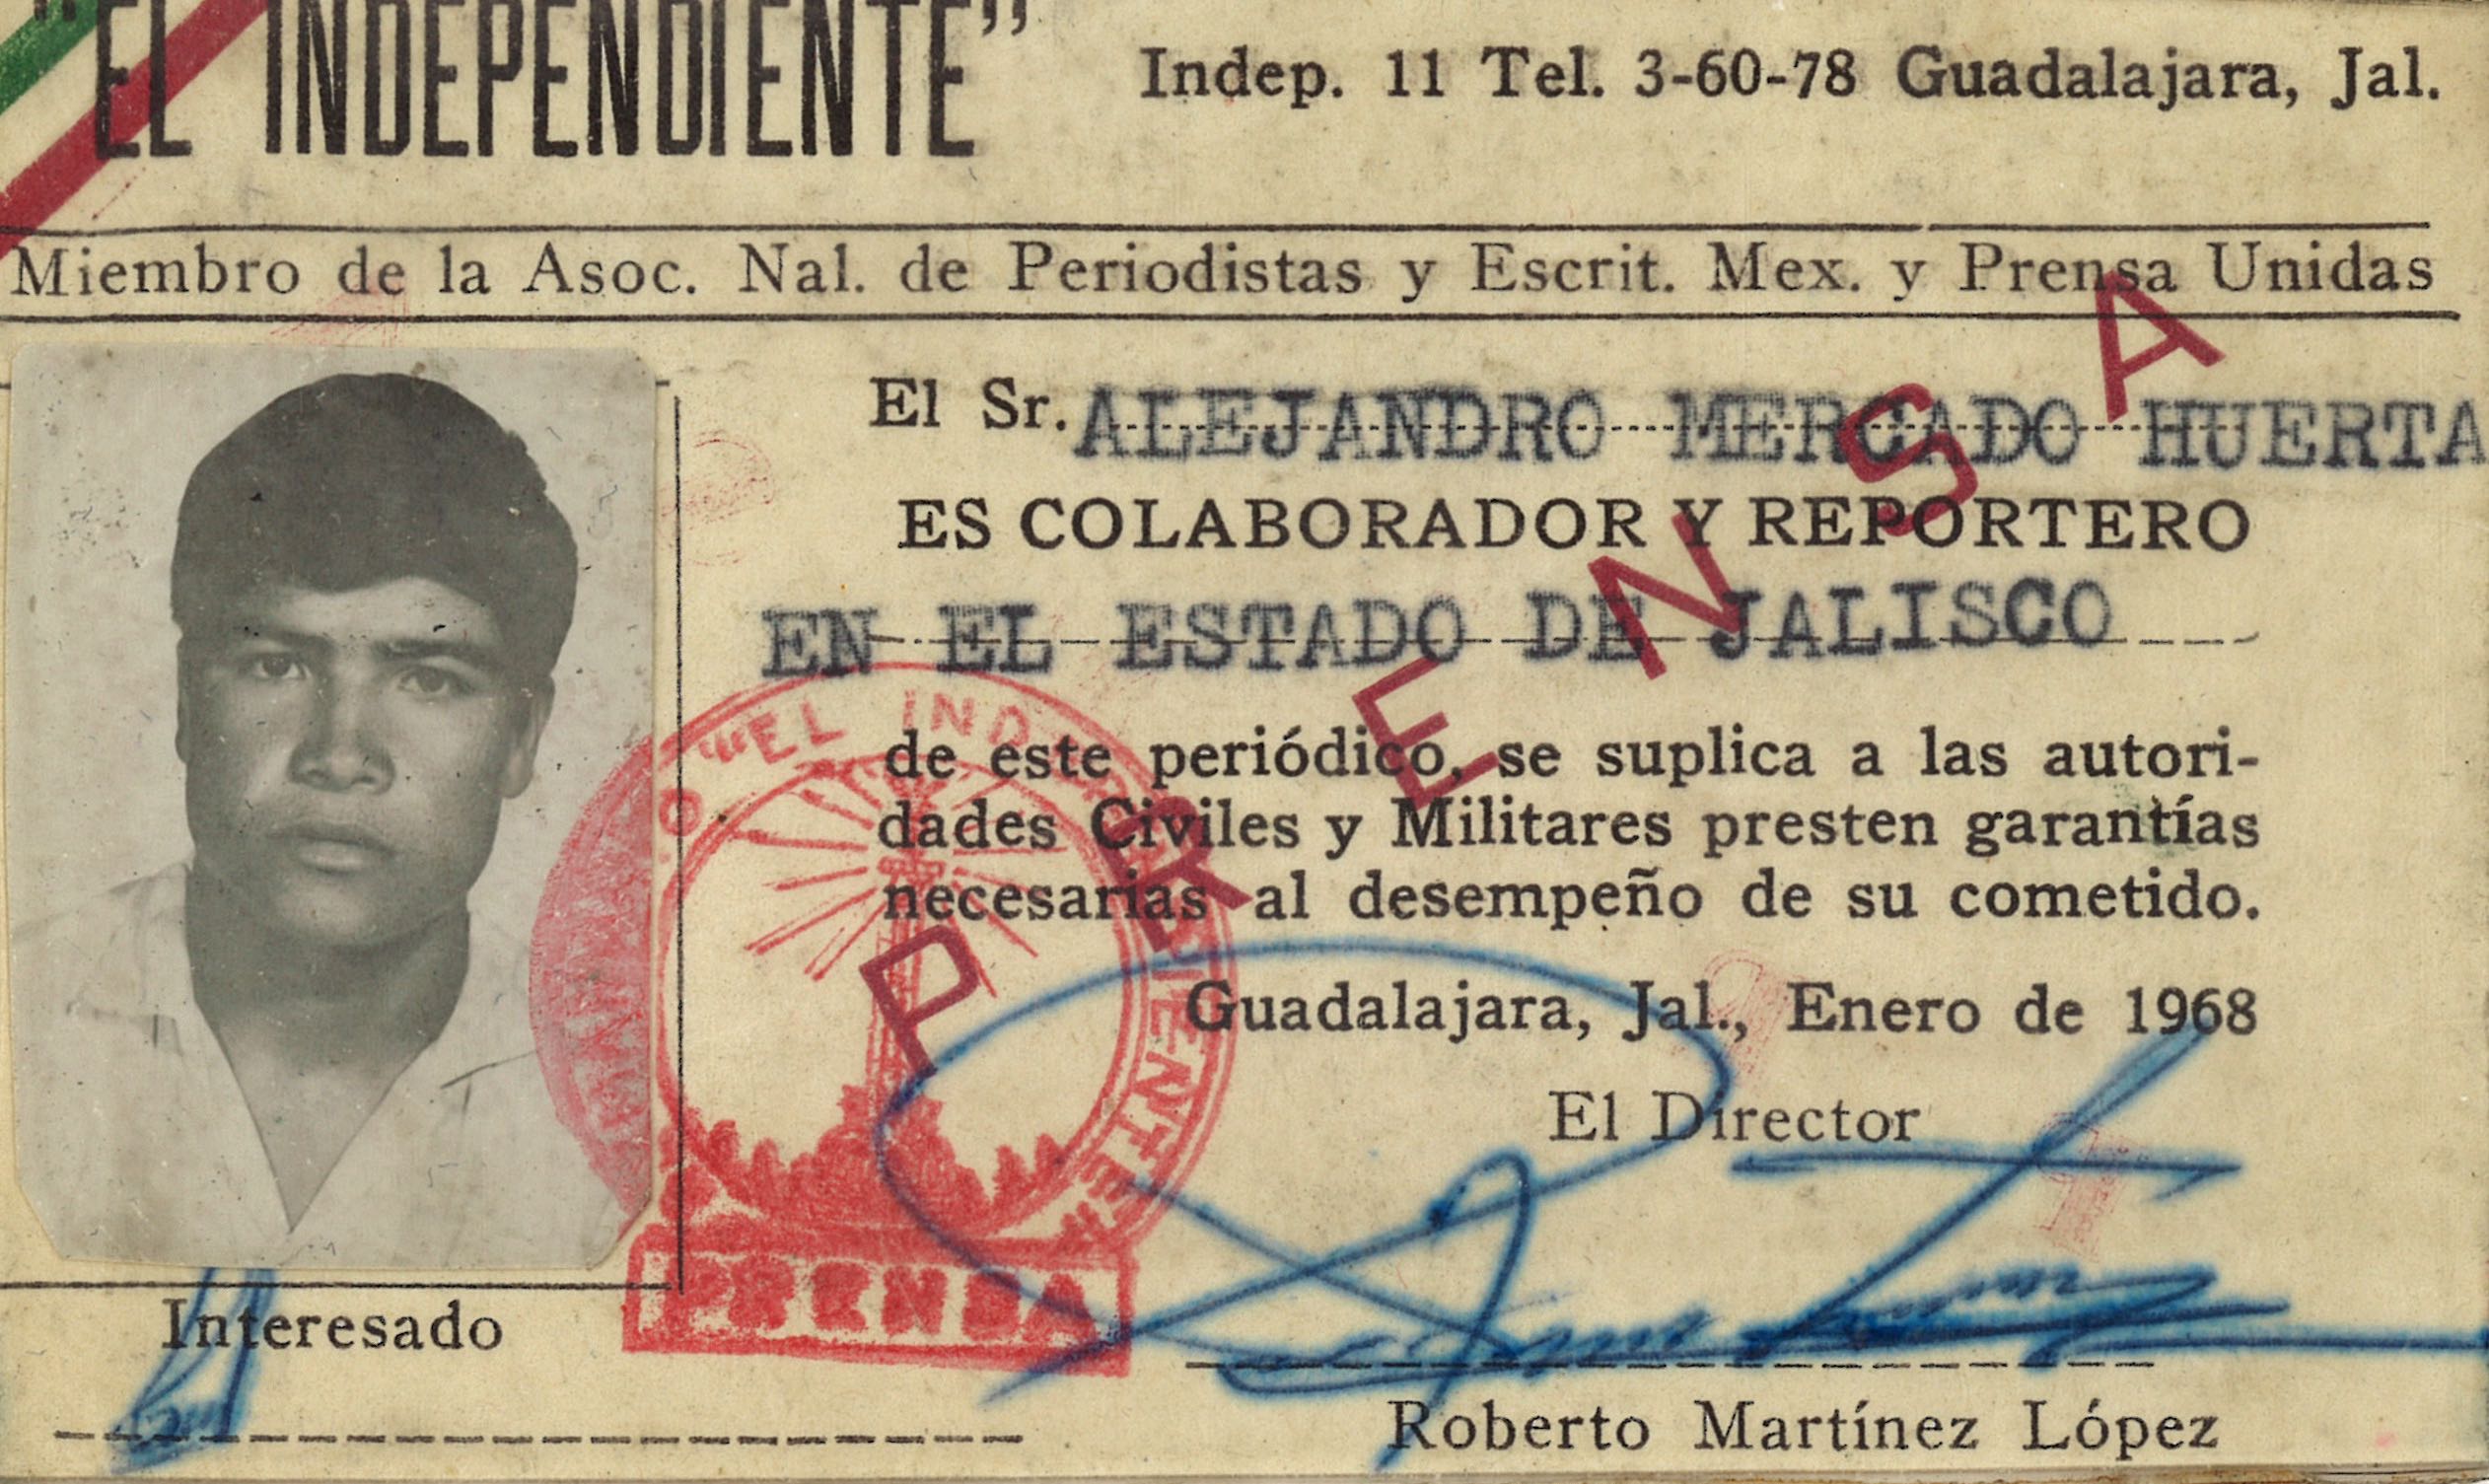 "EL INDEPENDIENTE"
Indep. 11 Tel. 3-60-78 Guadalajara, Jal.
Miembro de la Asoc. Nal. de Periodistas y Escrit. Mex. y Prensa Unidas
El Sr. ALEJANDRO MERCADO HUERTA
ES COLABORADOR Y REPORTERO
EN EL ESTADO DE JALISCO
de este periódico, se suplica a las autori-
dades Civiles y Militares presten garantías
necesarias al desempeño de su cometido.
PRENSA
Guadalajara, Jal., Enero de 1968
El Director
"EL INDEPENDIENTE"
PRENSA
Interesado
Roberto Martínez López